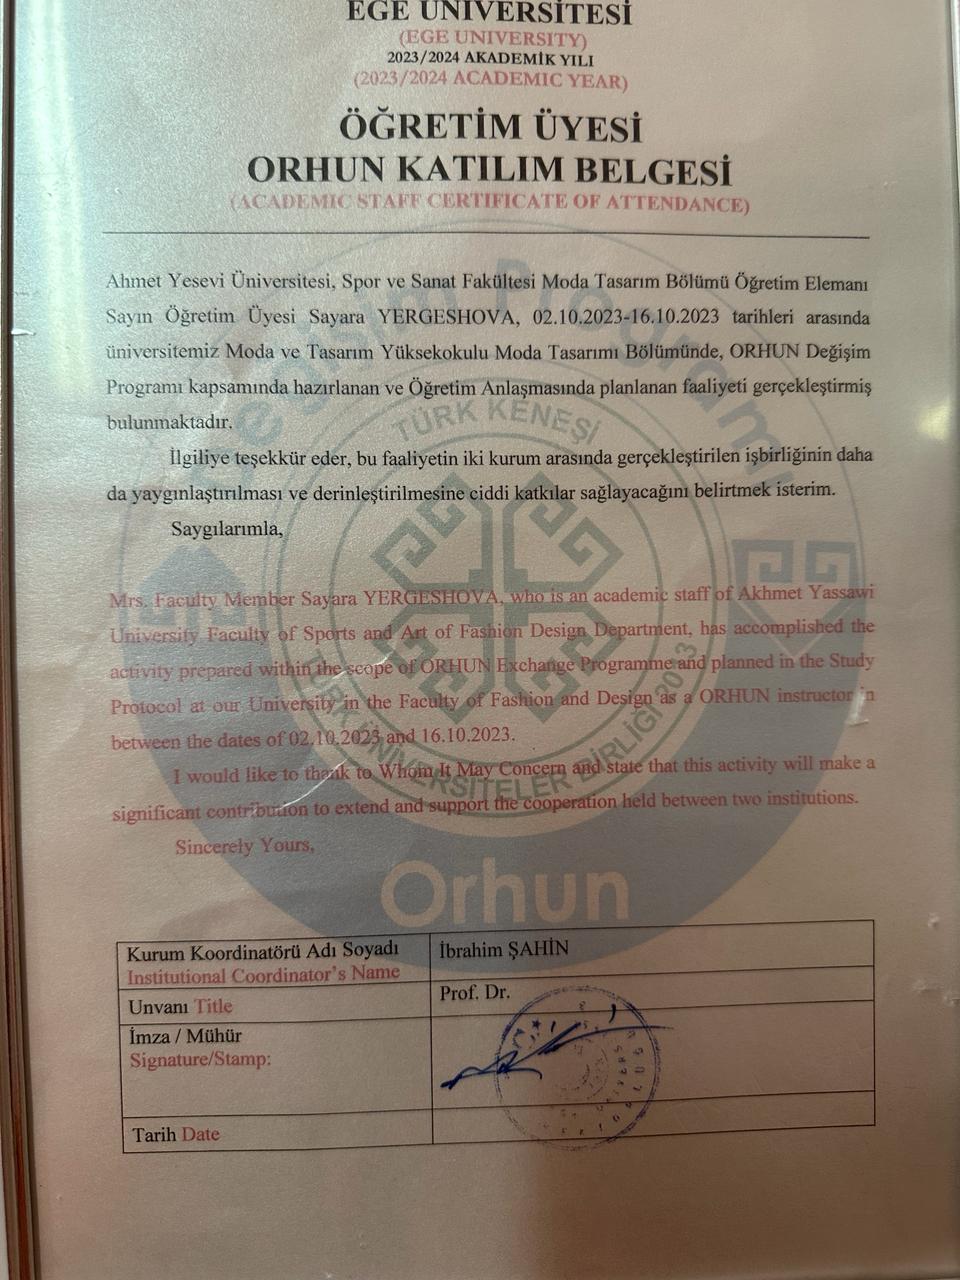 EGE ÜNİVERSİTESİ
(EGE UNIVERSITY)
2023/2024 AKADEMİK YILI
(2023/2024 ACADEMIC YEAR)
ÖĞRETİM ÜYESİ
ORHUN KATILIM BELGESİ
(ACADEMIC STAFF CERTIFICATE OF ATTENDANCE)
Ahmet Yesevi Üniversitesi, Spor ve Sanat Fakültesi Moda Tasarım Bölümü Öğretim Elemanı
Sayın Öğretim Üyesi Sayara YERGESHOVA, 02.10.2023-16.10.2023 tarihleri arasında
üniversitemiz Moda ve Tasarım Yüksekokulu Moda Tasarımı Bölümünde, ORHUN Değişim
Programı kapsamında hazırlanan ve Öğretim Anlaşmasında planlanan faaliyeti gerçekleştirmiş
bulunmaktadır.
İlgiliye teşekkür eder, bu faaliyetin iki kurum arasında gerçekleştirilen işbirliğinin daha
da yaygınlaştırılması ve derinleştirilmesine ciddi katkılar sağlayacağını belirtmek isterim.
Saygılarımla,
Mrs. Faculty Member Sayara YERGESHOVA, who is an academic staff of Akhmet Yassawi
University Faculty of Sports and Art of Fashion Design Department, has accomplished the
activity prepared within the scope of ORHUN Exchange Programme and planned in the Study
Protocol at our University in the Faculty of Fashion and Design as a ORHUN instructor in
between the dates of 02.10.2023 and 16.10.2023.
I would like to thank to Whom It May Concern and state that this activity will make a
significant contribution to extend and support the cooperation held between two institutions.
Sincerely Yours,
Değişim Programı
TÜRK KENEŞİ
TÜRK ÜNİVERSİTELER BİRLİĞİ 2013
Orhun
Kurum Koordinatörü Adı Soyadı
Institutional Coordinator's Name
İbrahim ŞAHİN
Unvanı Title
Prof. Dr.
İmza / Mühür
Signature/Stamp:
Tarih Date